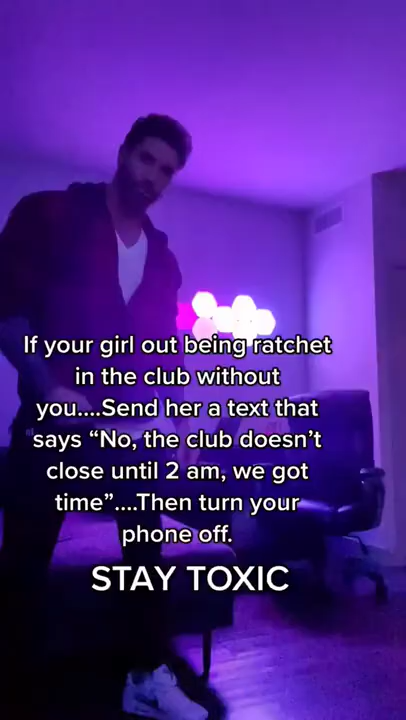 If your girl out being ratchet
in the club without
you....Send her a text that
says “No, the club doesn’t
close until 2 am, we got
time”....Then turn your
phone off.
STAY TOXIC